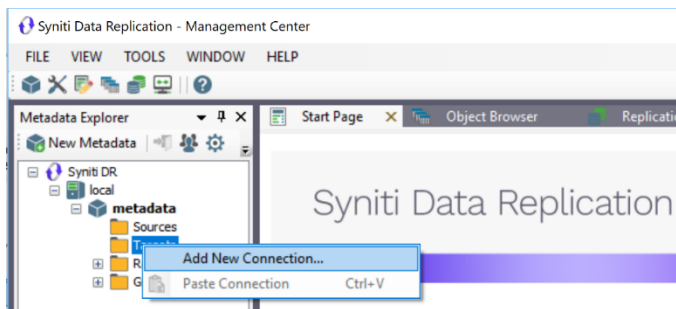 Syniti Data Replication - Management Center
FILE VIEW TOOLS WINDOW HELP
Metadata Explorer
Start Page
Object Browser
Replicati
New Metadata
Syniti DR
local
metadata
Sources
Syniti Data Replication
Add New Connection...
R
Paste Connection Ctrl+V
G